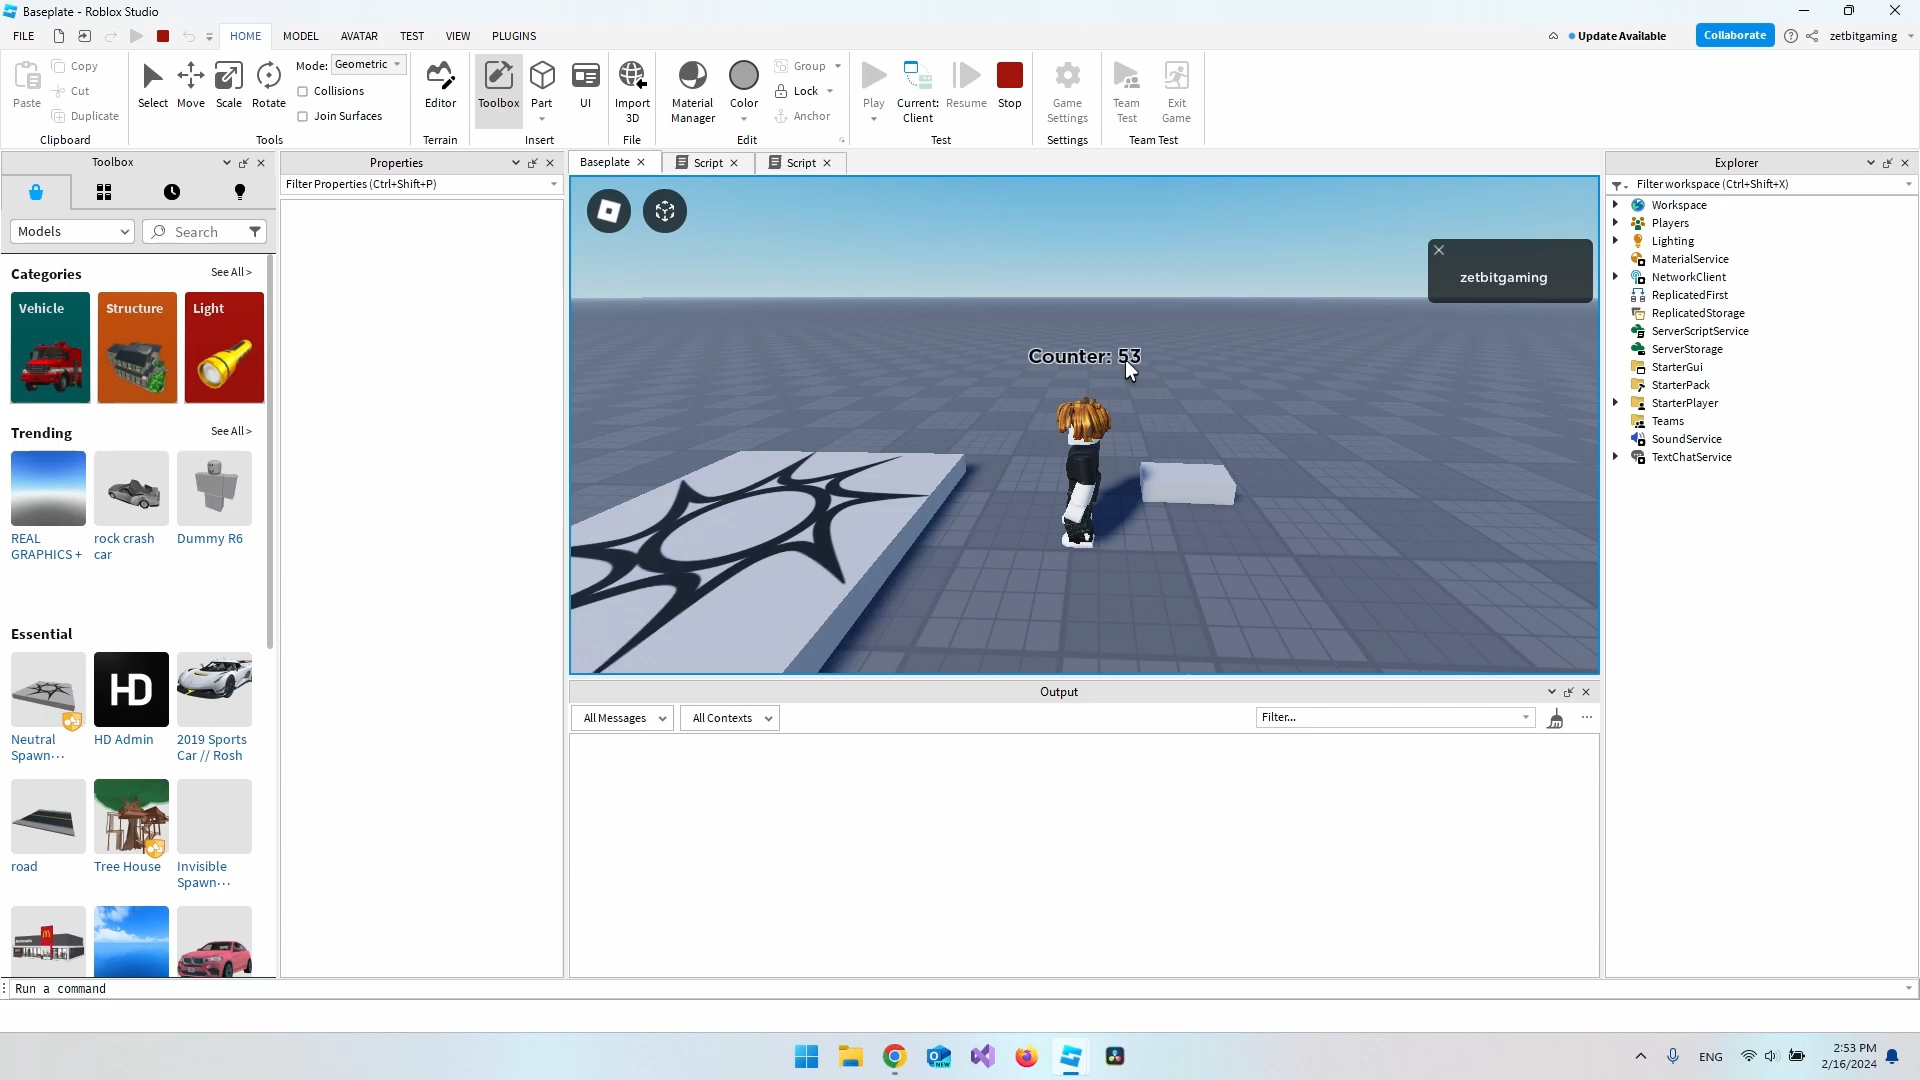 Baseplate - Roblox Studio
FILE
HOME
MODEL
AVATAR
TEST
VIEW
PLUGINS
Update Available
Collaborate
zetbitgaming
Paste
Copy
Cut
Duplicate
Clipboard
Select
Move
Scale
Rotate
Mode:
Geometric
Collisions
Join Surfaces
Tools
Editor
Terrain
Toolbox
Part
UI
Insert
Import
3D
File
Material
Manager
Color
Group
Lock
Anchor
Edit
Play
Current:
Client
Resume
Stop
Test
Game
Settings
Settings
Team
Test
Exit
Game
Team Test
Toolbox
Models
Search
Categories
See All >
Vehicle
Structure
Light
Trending
See All >
REAL
GRAPHICS +
rock crash
car
Dummy R6
Essential
HD
Neutral
Spawn···
HD Admin
2019 Sports
Car // Rosh
road
Tree House
Invisible
Spawn···
Properties
Filter Properties (Ctrl+Shift+P)
Baseplate
Script
Script
zetbitgaming
Counter: 53
Output
All Messages
All Contexts
Filter...
Explorer
Filter workspace (Ctrl+Shift+X)
Workspace
Players
Lighting
MaterialService
NetworkClient
ReplicatedFirst
ReplicatedStorage
ServerScriptService
ServerStorage
StarterGui
StarterPack
StarterPlayer
Teams
SoundService
TextChatService
Run a command
ENG
2:53 PM
2/16/2024